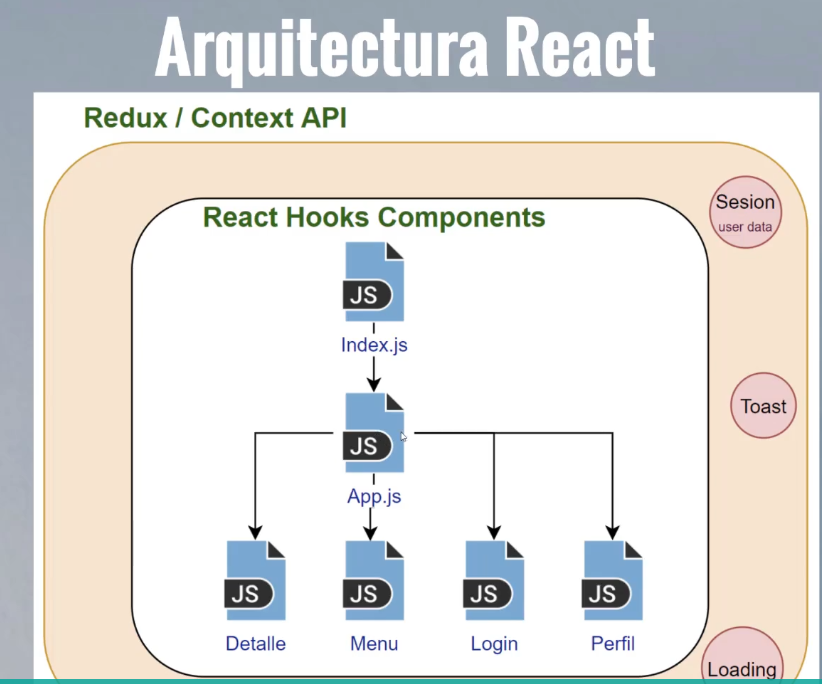 Arquitectura React
Redux / Context API
Sesion
user data
React Hooks Components
JS
Index.js
Toast
JS
App.js
JS
JS
JS
JS
Detalle
Menu
Login
Perfil
Loading